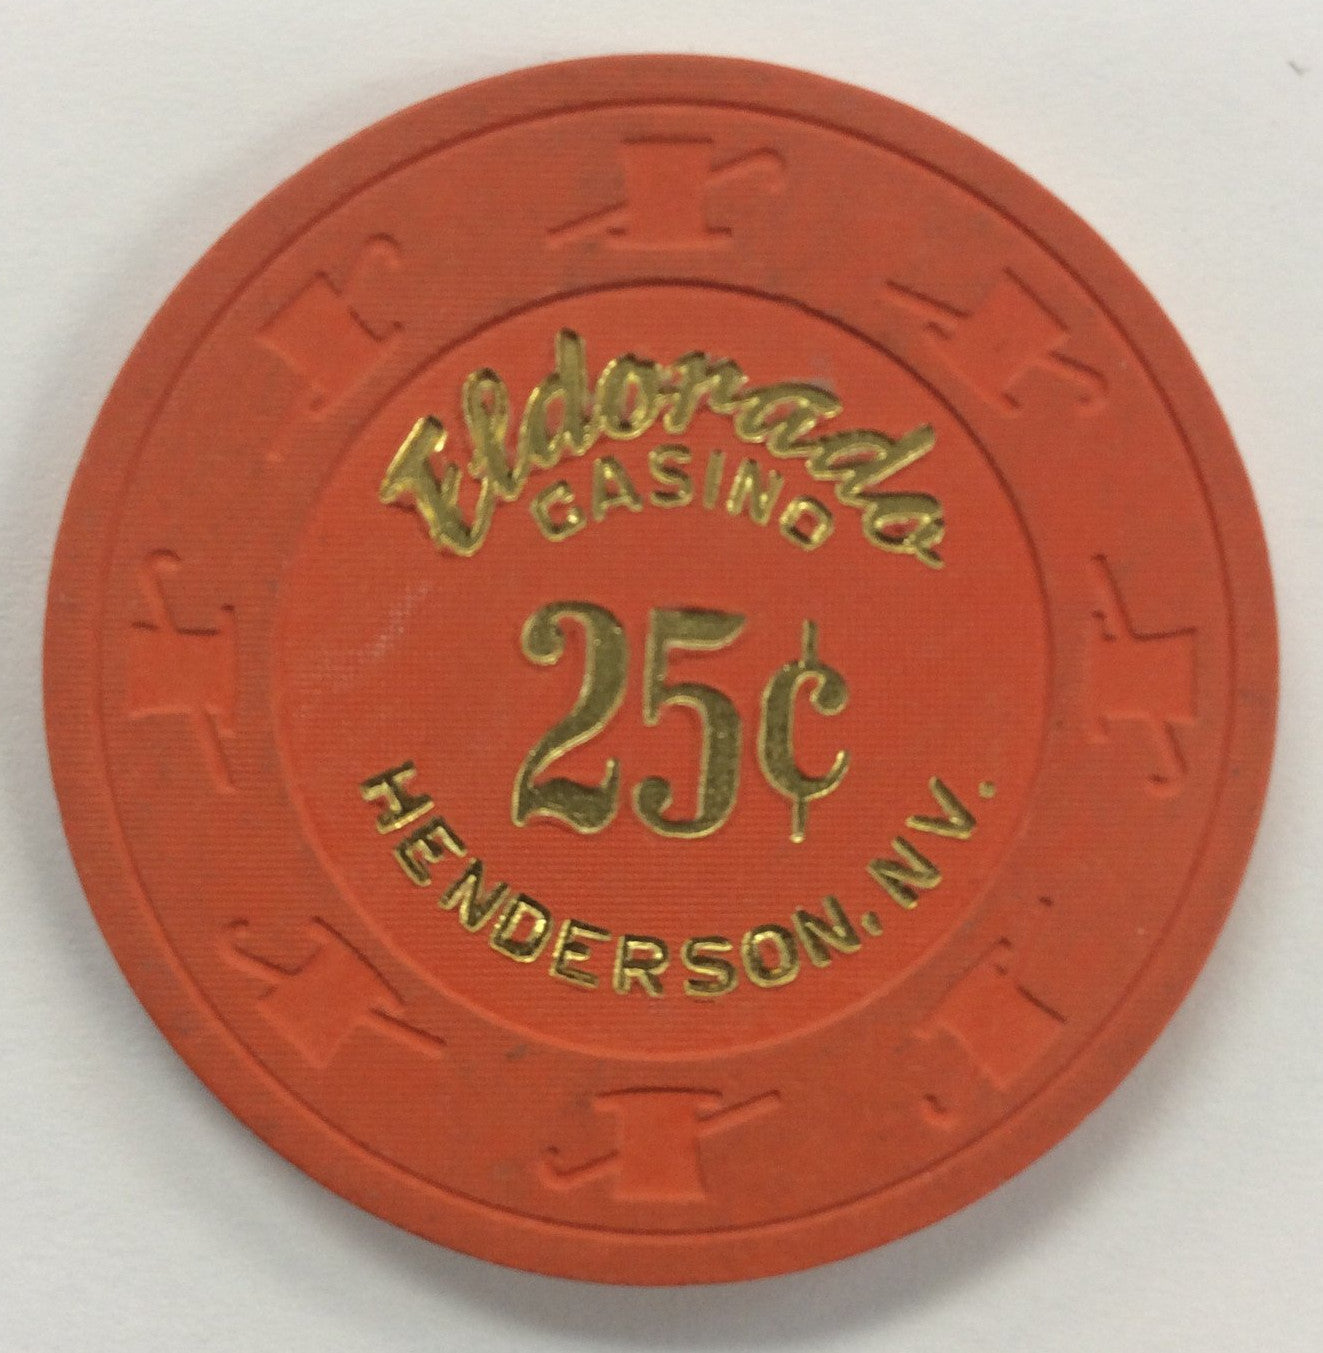 Eldorado
CASINO
25¢
HENDERSON, NV.